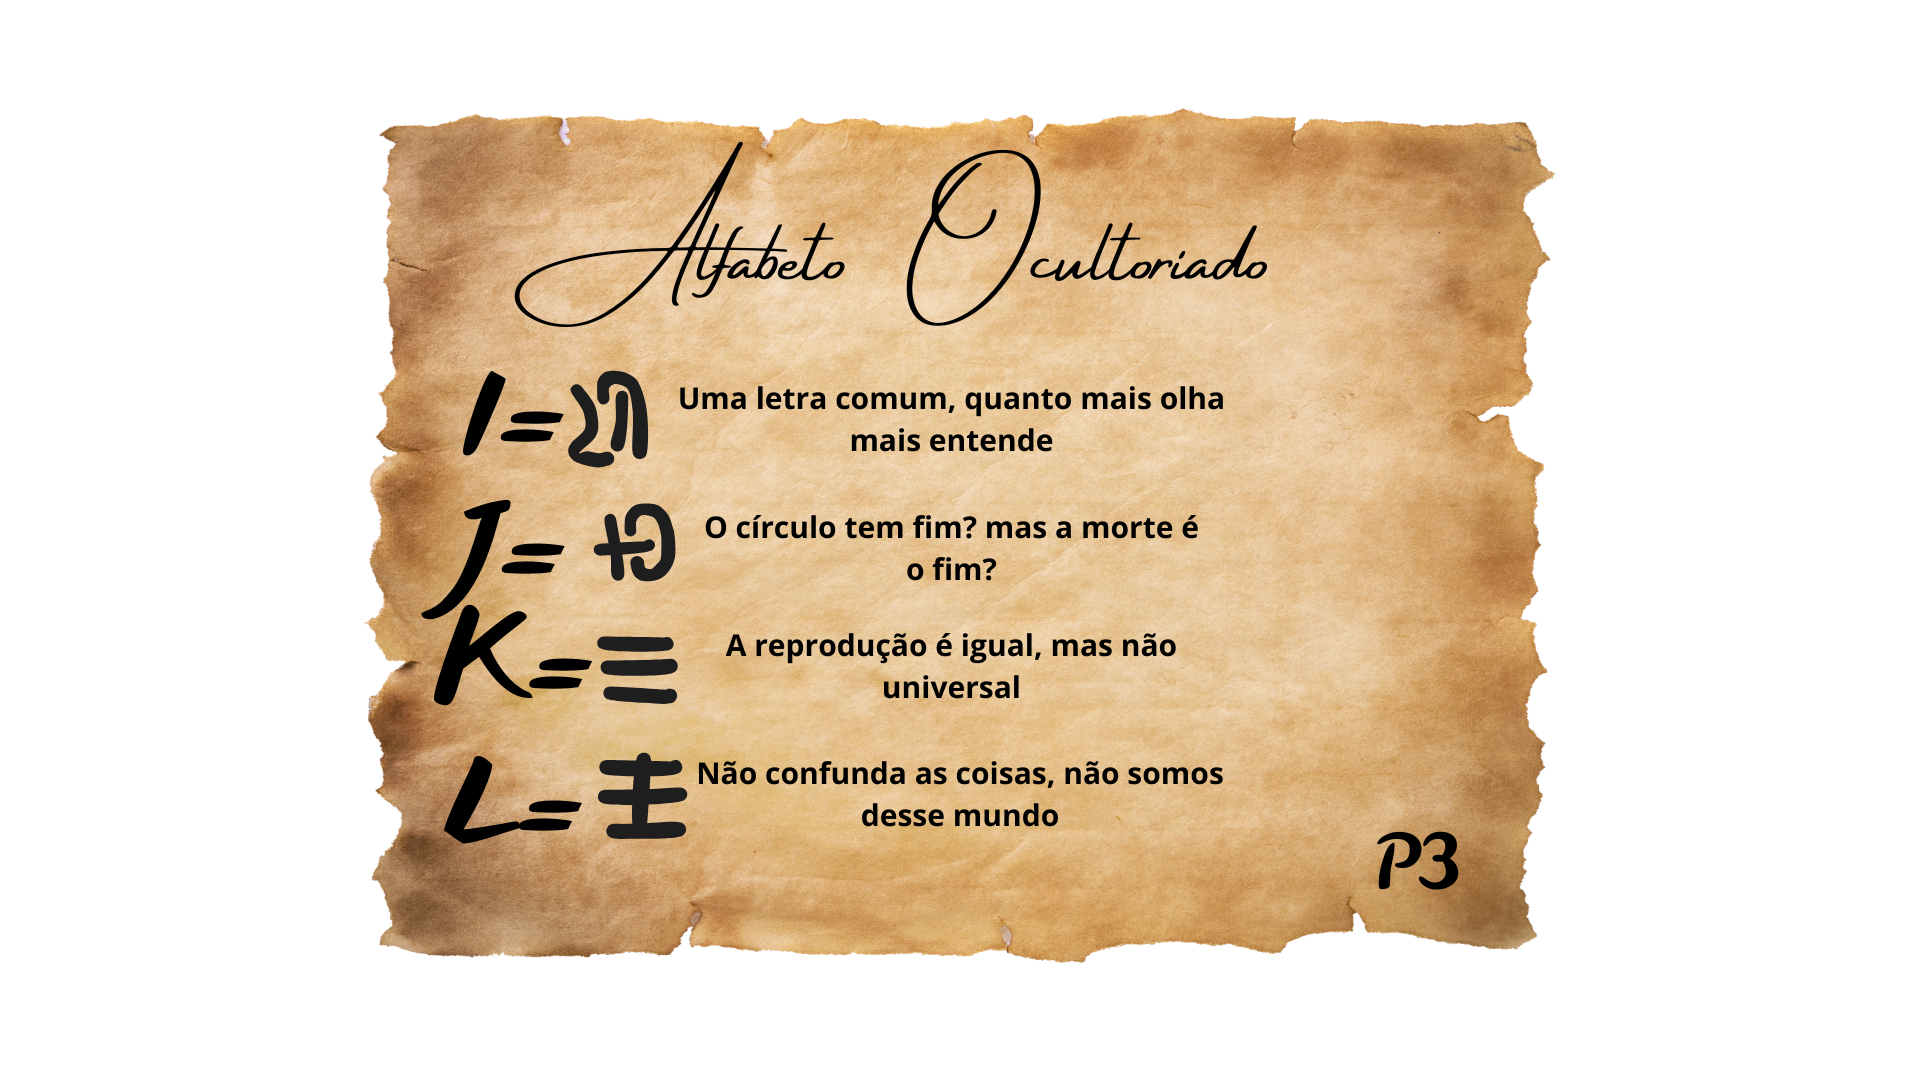 Alfabeto Ocultoriado
I= Uma letra comum, quanto mais olha
mais entende
J= O círculo tem fim? mas a morte é
o fim?
K= A reprodução é igual, mas não
universal
L= Não confunda as coisas, não somos
desse mundo
P3